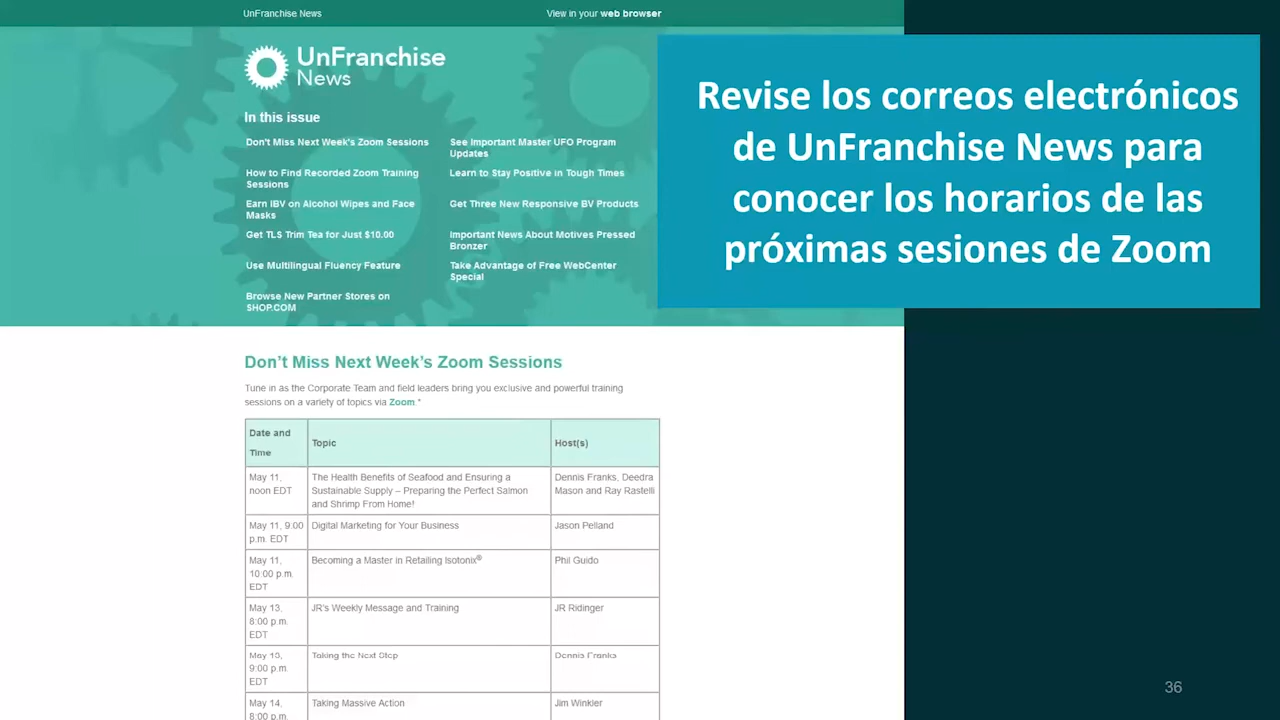 UnFranchise News
View in your web browser
UnFranchise
News
In this issue
Don't Miss Next Week's Zoom Sessions
How to Find Recorded Zoom Training
Sessions
Earn IBV on Alcohol Wipes and Face
Masks
Get TLS Trim Tea for Just $10.00
Use Multilingual Fluency Feature
Browse New Partner Stores on
SHOP.COM
See Important Master UFO Program
Updates
Learn to Stay Positive in Tough Times
Get Three New Responsive BV Products
Important News About Motives Pressed
Bronzer
Take Advantage of Free WebCenter
Special
Revise los correos electrónicos
de UnFranchise News para
conocer los horarios de las
próximas sesiones de Zoom
Don’t Miss Next Week’s Zoom Sessions
Tune in as the Corporate Team and field leaders bring you exclusive and powerful training
sessions on a variety of topics via Zoom.*
Date and
Time
Topic
Host(s)
May 11,
noon EDT
The Health Benefits of Seafood and Ensuring a
Sustainable Supply – Preparing the Perfect Salmon
and Shrimp From Home!
Dennis Franks, Deedra
Mason and Ray Rastelli
May 11, 9:00
p.m. EDT
Digital Marketing for Your Business
Jason Pelland
May 11,
10:00 p.m.
EDT
Becoming a Master in Retailing Isotonix®
Phil Guido
May 13,
8:00 p.m.
EDT
JR's Weekly Message and Training
JR Ridinger
May
9:00 p.m.
EDT
Taking the Next Step
Dennis Franks
May 14,
8:00 p.m.
Taking Massive Action
Jim Winkler
36